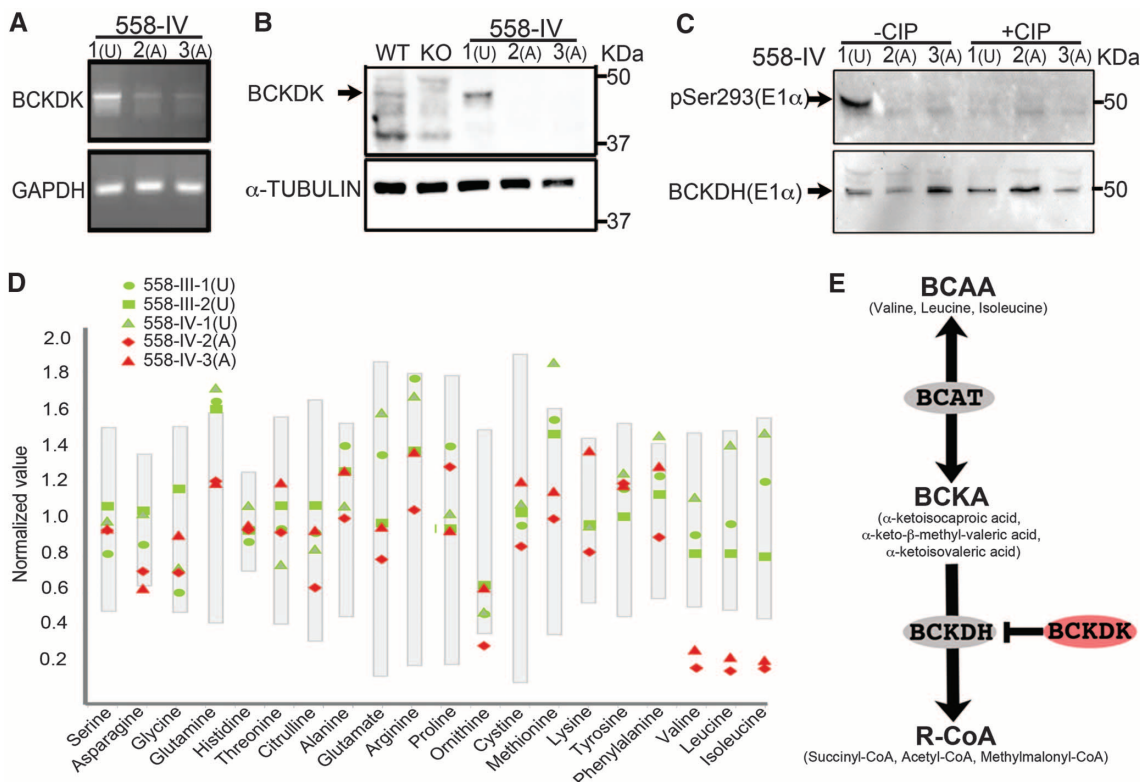 A
558-IV
1(U) 2(A) 3(A)
BCKDK
GAPDH
B
558-IV
WT KO 1(U) 2(A) 3(A) KDa
BCKDK
50
37
α-TUBULIN
37
C
-CIP +CIP
558-IV 1(U) 2(A) 3(A) 1(U) 2(A) 3(A) KDa
pSer293(E1α)
50
BCKDH(E1α)
50
D
558-III-1(U)
558-III-2(U)
558-IV-1(U)
558-IV-2(A)
558-IV-3(A)
Normalized value
2.0
1.8
1.6
1.4
1.2
1.0
0.8
0.6
0.4
0.2
Serine
Asparagine
Glycine
Glutamine
Histidine
Threonine
Citrulline
Alanine
Glutamate
Arginine
Proline
Ornitine
Cystine
Methionine
Lysine
Tyrosine
Phenylalanine
Valine
Leucine
Isoleucine
E
BCAA
(Valine, Leucine, Isoleucine)
BCAT
BCKA
(α-ketoisocaproic acid,
α-keto-β-methyl-valeric acid,
α-ketoisovaleric acid)
BCKDH
BCKDK
R-CoA
(Succinyl-CoA, Acetyl-CoA, Methylmalonyl-CoA)